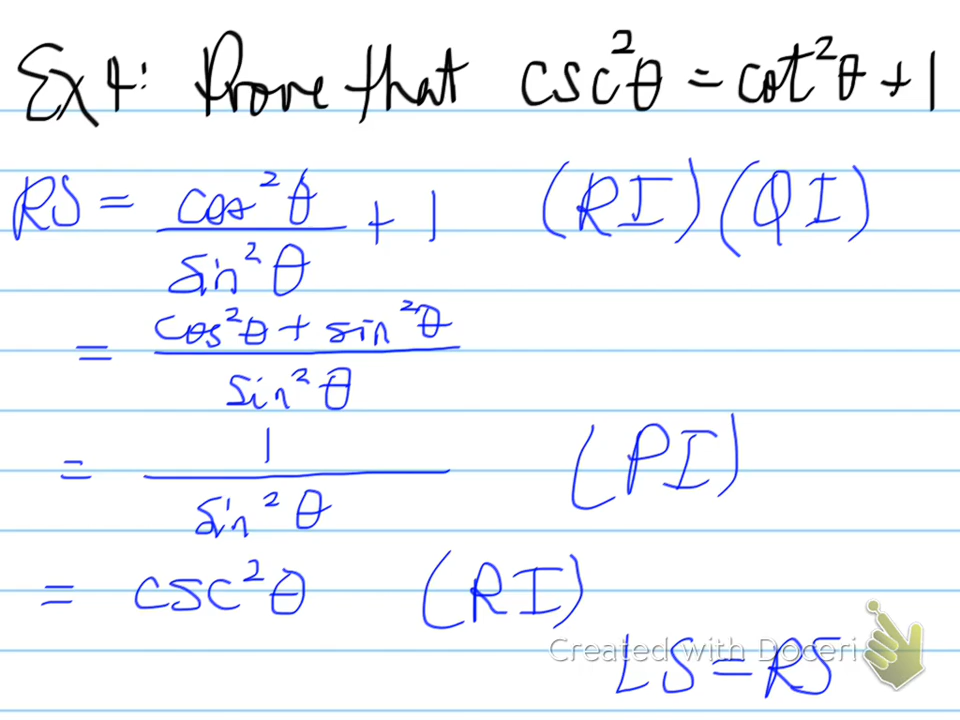 Ex 4: Prove that csc²θ = cot²θ + 1
RS = cos²θ / sin²θ + 1 (RI) (QI)
= cos²θ + sin²θ / sin²θ
= 1 / sin²θ (PI)
= csc²θ (RI)
Created with Doceri
LS = RS